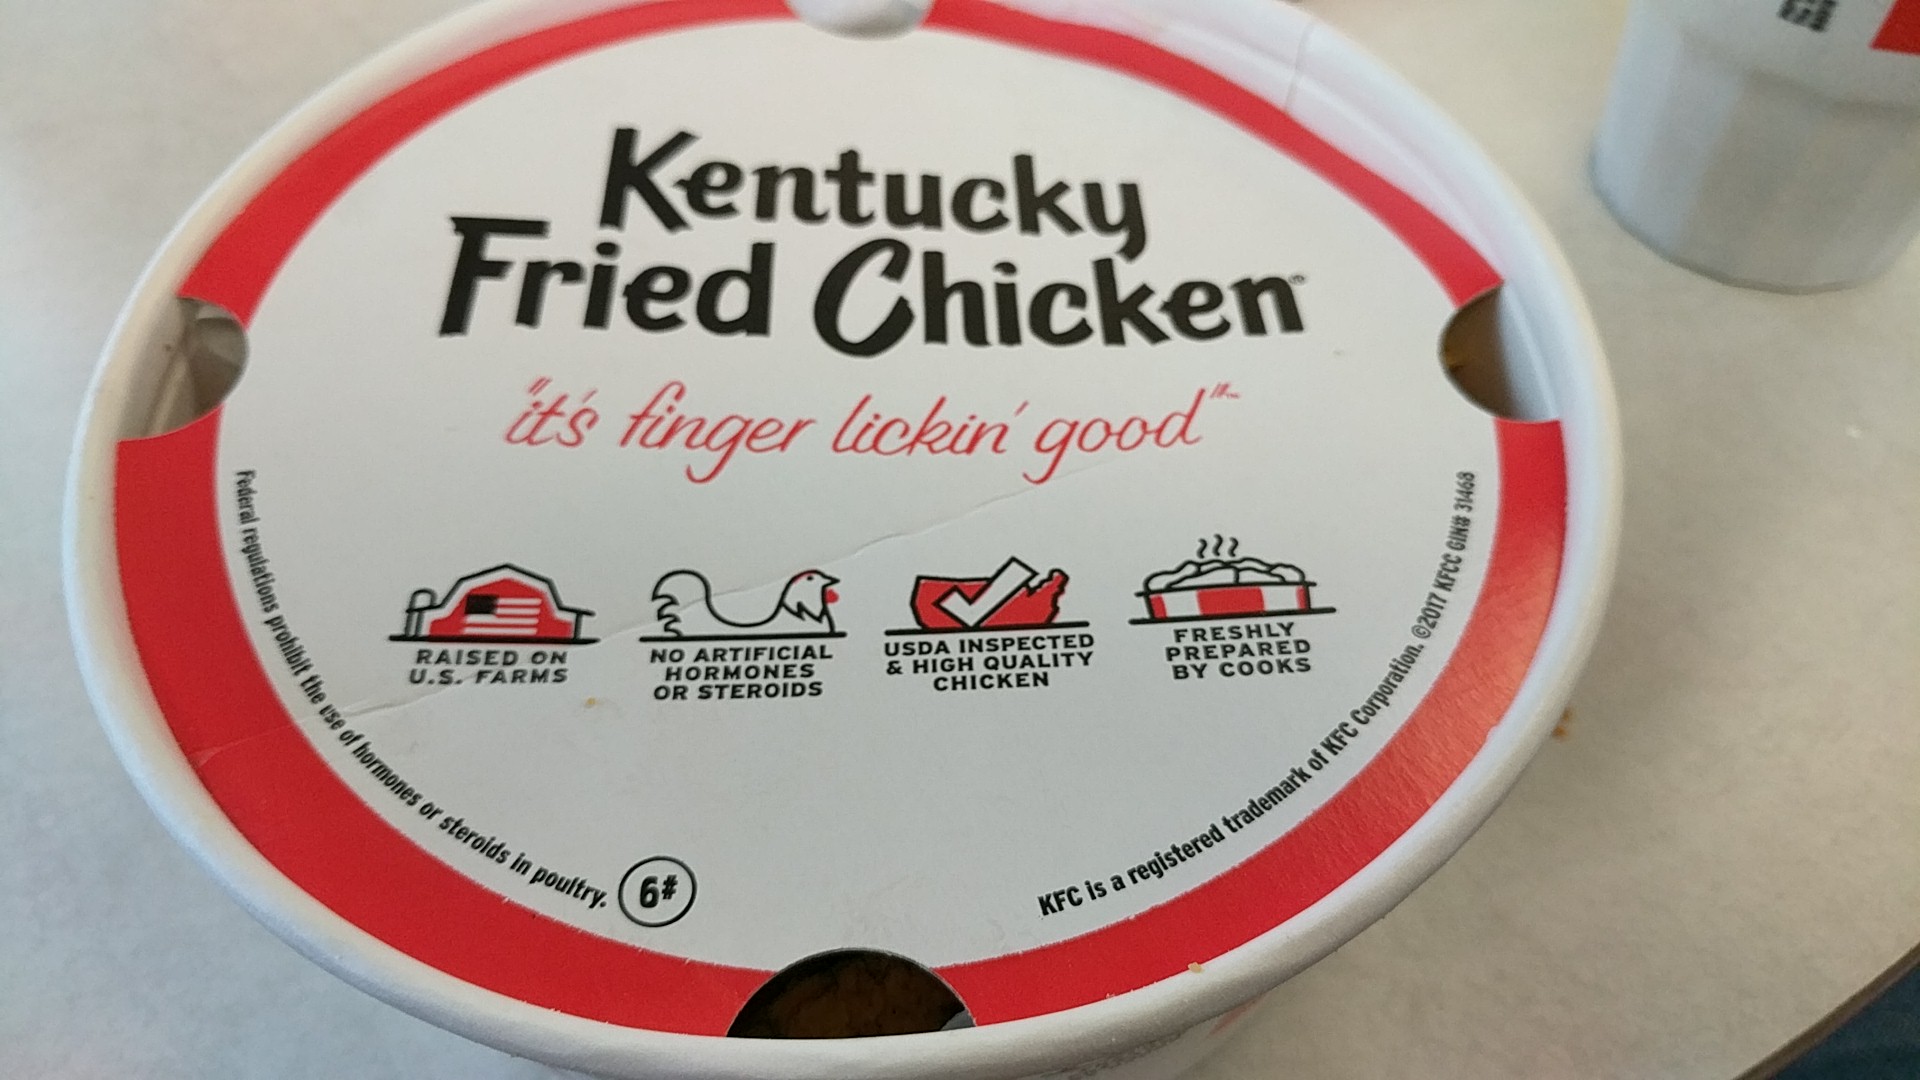 Kentucky
Fried Chicken™
"it's finger lickin' good"™
RAISED ON
U.S. FARMS
NO ARTIFICIAL
HORMONES
OR STEROIDS
USDA INSPECTED
& HIGH QUALITY
CHICKEN
FRESHLY
PREPARED
BY COOKS
Federal regulations prohibit the use of hormones or steroids in poultry.
6#
KFC is a registered trademark of KFC Corporation. ©2017 KFCC GIN# 31468